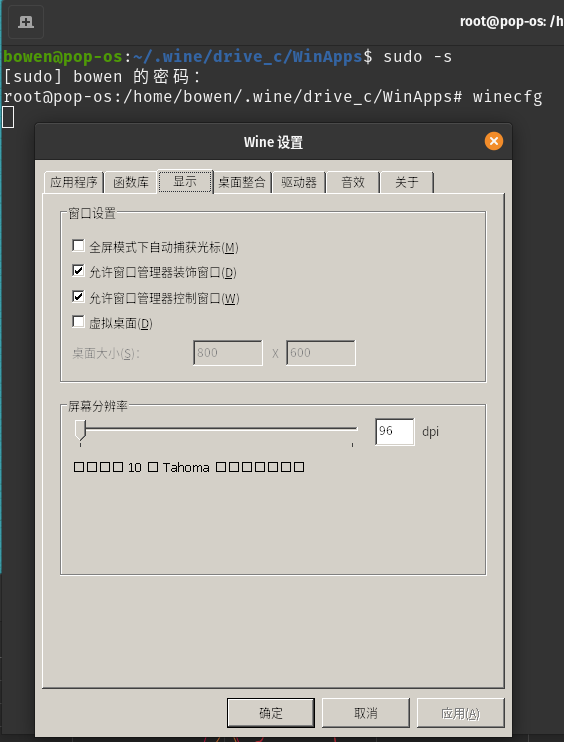 root@pop-os: /h
bowen@pop-os:~/.wine/drive_c/WinApps$ sudo -s
[sudo] bowen 的密码：
root@pop-os:/home/bowen/.wine/drive_c/WinApps# winecfg
Wine 设置
应用程序 函数库 显示 桌面整合 驱动器 音效 关于
窗口设置
全屏模式下自动捕获光标(M)
允许窗口管理器装饰窗口(D)
允许窗口管理器控制窗口(W)
虚拟桌面(D)
桌面大小(S)： 800 X 600
屏幕分辨率
96 dpi
□□□□ 10 □ Tahoma □□□□□□□
确定 取消 应用(A)